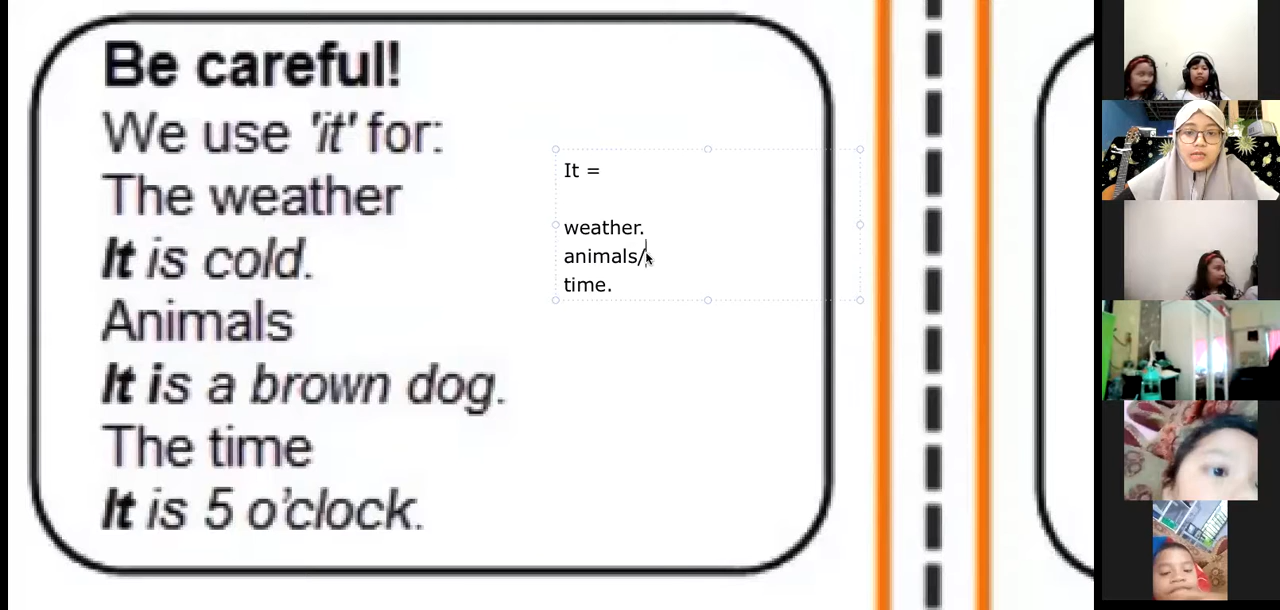 Be careful!
We use 'it' for:
The weather
It is cold.
Animals
It is a brown dog.
The time
It is 5 o'clock.
It =
weather.
animals/
time.